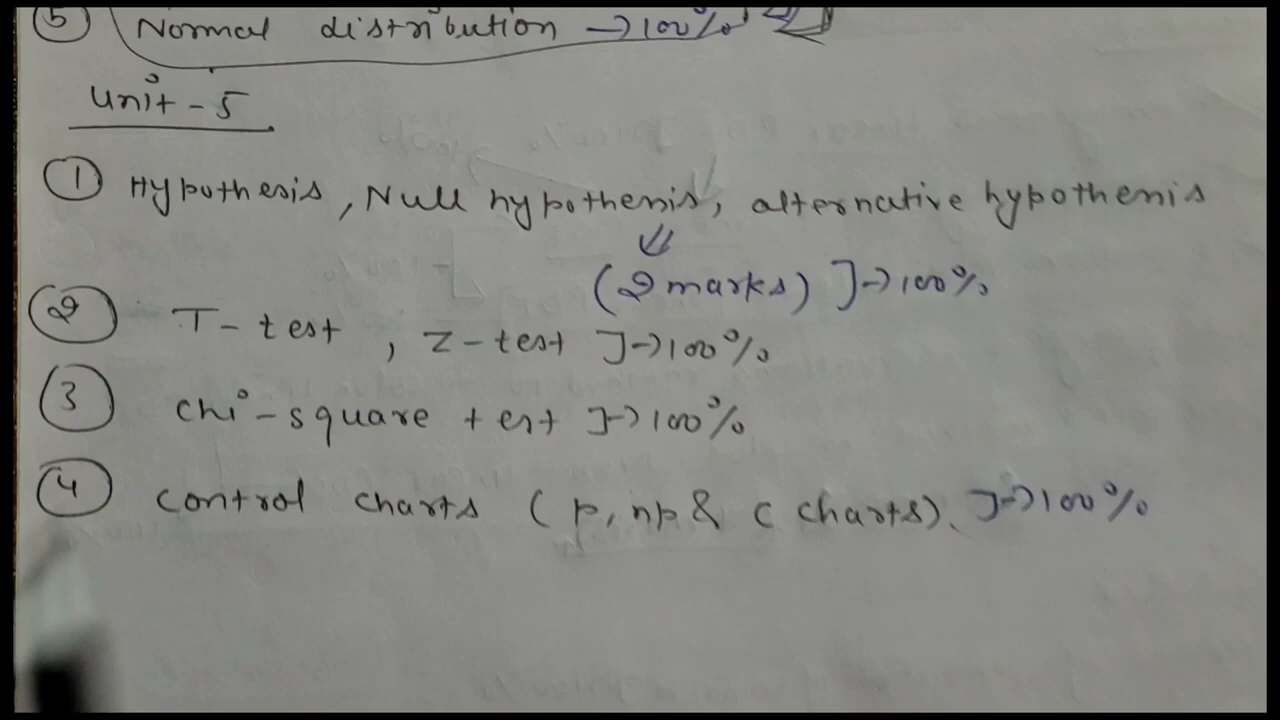 ⑤ Normal distribution → 100%
Unit - 5
① Hypothesis, Null hypothesis, alternative hypothesis
(2 marks) ] → 100%
② T-test, Z-test ] → 100%
③ chi-square test ] → 100%
④ control charts (p, np & c charts). ] → 100%